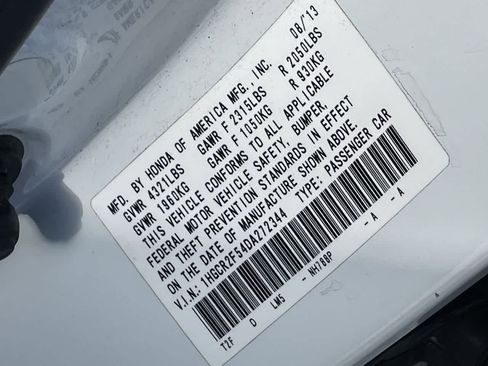 MFD. BY HONDA OF AMERICA MFG. INC. 08/13
GVWR 4321LBS GAWR F 2315LBS R 2050LBS
GVWR 1960KG GAWR F 1050KG R 930KG
THIS VEHICLE CONFORMS TO ALL APPLICABLE
FEDERAL MOTOR VEHICLE SAFETY, BUMPER,
AND THEFT PREVENTION STANDARDS IN EFFECT
ON THE DATE OF MANUFACTURE SHOWN ABOVE.
V.I.N.: 1HGCR2F54DA272344 TYPE: PASSENGER CAR
T2F D LM5 - NH788P - A - A
A